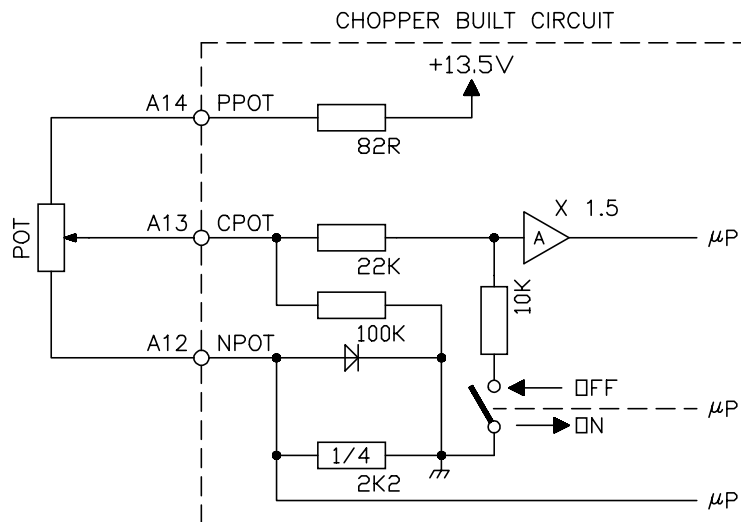 CHOPPER BUILT CIRCUIT
+13.5V
A14 PPOT
82R
POT
A13 CPOT
22K
X 1.5
A
µP
100K
10K
A12 NPOT
OFF
µP
ON
1/4
2K2
µP